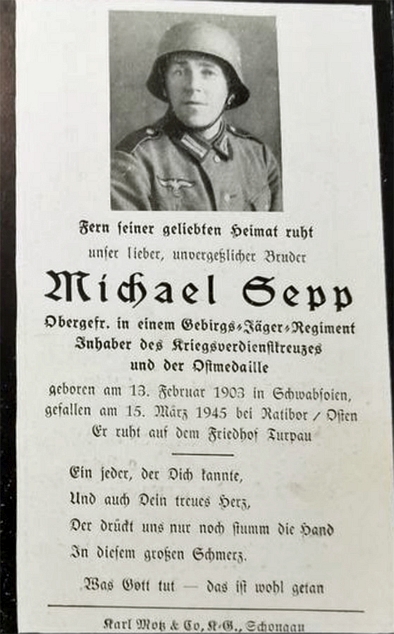 Fern seiner geliebten Heimat ruht
unser lieber, unvergeßlicher Bruder
Michael Sepp
Obergefr. in einem Gebirgs-Jäger-Regiment
Inhaber des Kriegsverdienstkreuzes
und der Ostmedaille
geboren am 13. Februar 1903 in Schwabsoien,
gefallen am 15. März 1945 bei Ratibor / Osten
Er ruht auf dem Friedhof Turpau
Ein jeder, der Dich kannte,
Und auch Dein treues Herz,
Der drückt uns nur noch stumm die Hand
In diesem großen Schmerz.
Was Gott tut — das ist wohl getan
Karl Motz & Co, K.-G., Schongau